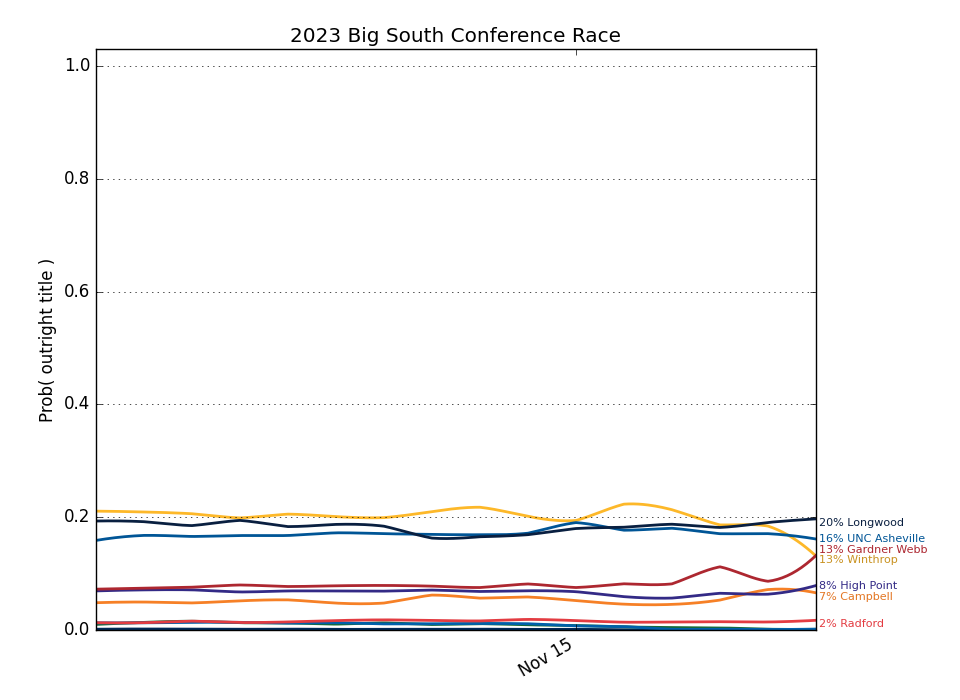 2023 Big South Conference Race
1.0
0.8
0.6
0.4
0.2
0.0
Prob( outright title )
Nov 15
20% Longwood
16% UNC Asheville
13% Gardner Webb
13% Winthrop
8% High Point
7% Campbell
2% Radford